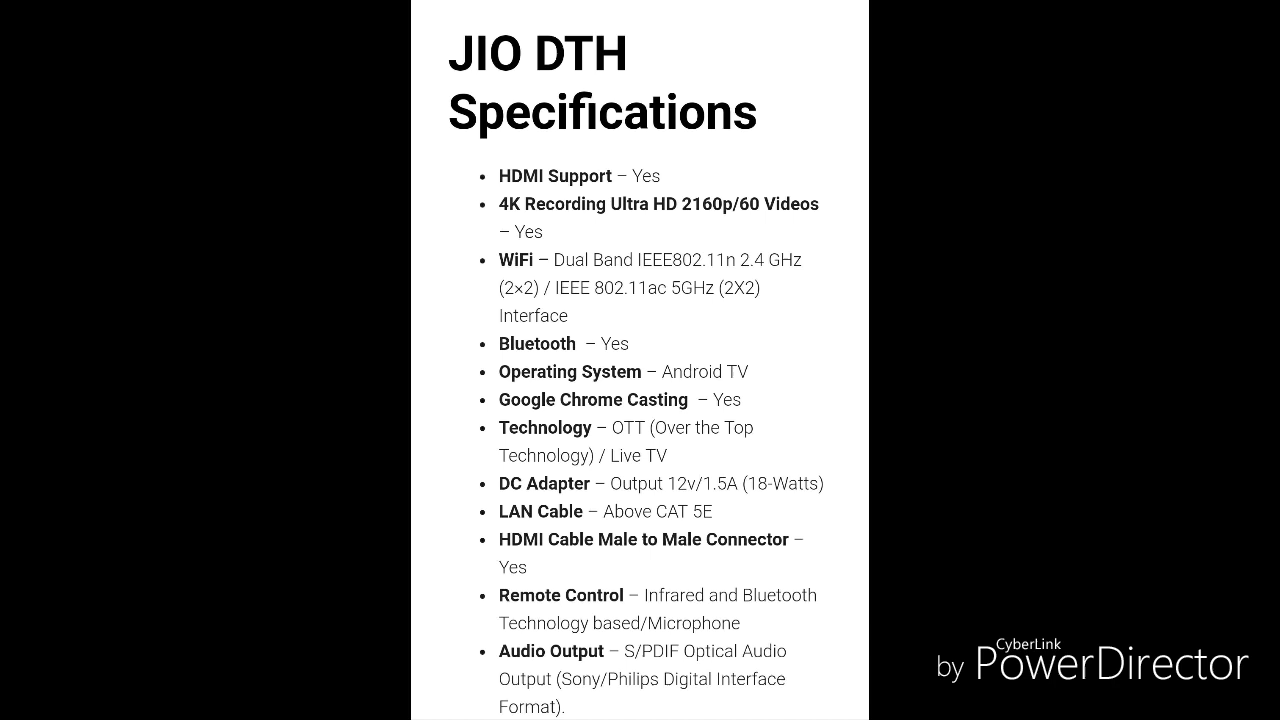 JIO DTH
Specifications
• HDMI Support – Yes
• 4K Recording Ultra HD 2160p/60 Videos
– Yes
• WiFi – Dual Band IEEE802.11n 2.4 GHz
(2×2) / IEEE 802.11ac 5GHz (2X2)
Interface
• Bluetooth – Yes
• Operating System – Android TV
• Google Chrome Casting – Yes
• Technology – OTT (Over the Top
Technology) / Live TV
• DC Adapter – Output 12v/1.5A (18-Watts)
• LAN Cable – Above CAT 5E
• HDMI Cable Male to Male Connector –
Yes
• Remote Control – Infrared and Bluetooth
Technology based/Microphone
• Audio Output – S/PDIF Optical Audio
Output (Sony/Philips Digital Interface
Format).
CyberLink
by PowerDirector